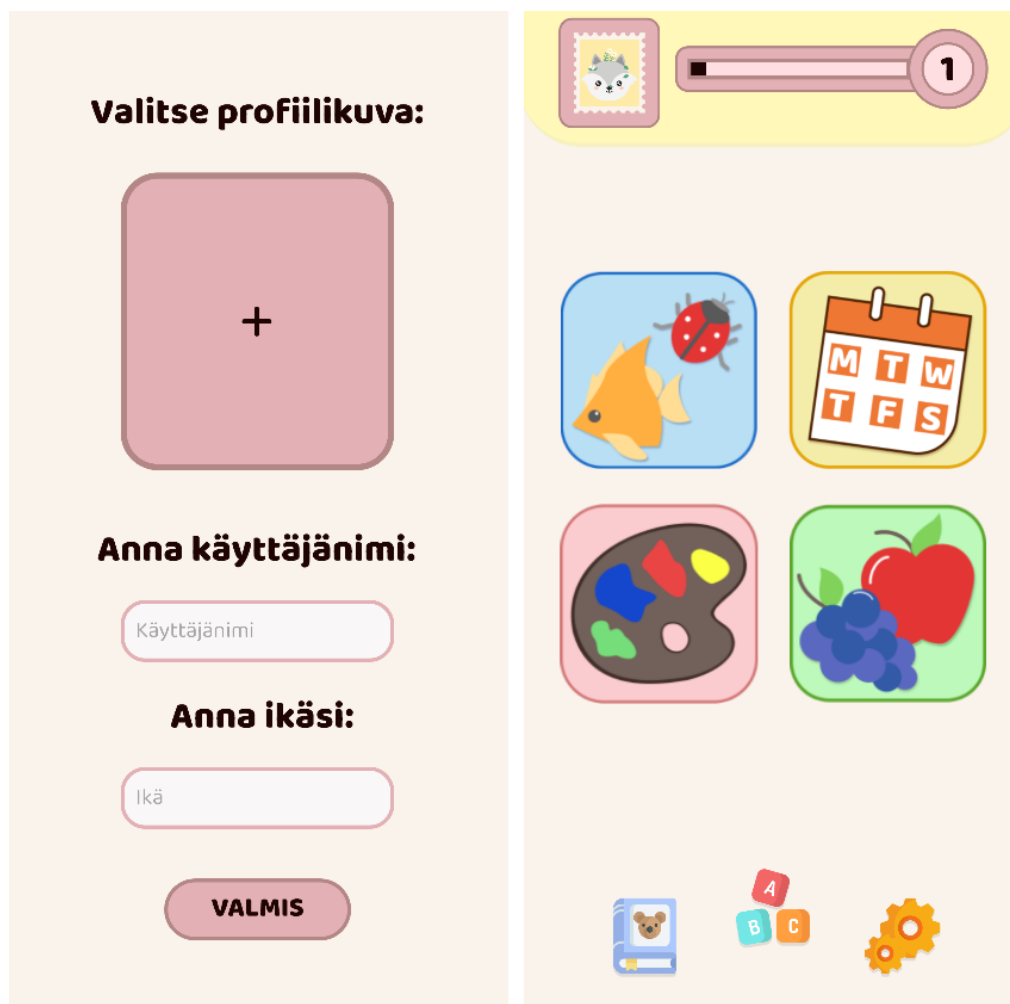 Valitse profiilikuva:
+
Anna käyttäjänimi:
Käyttäjänimi
Anna ikäsi:
Ikä
VALMIS
1
M T W
T F S
A
B C